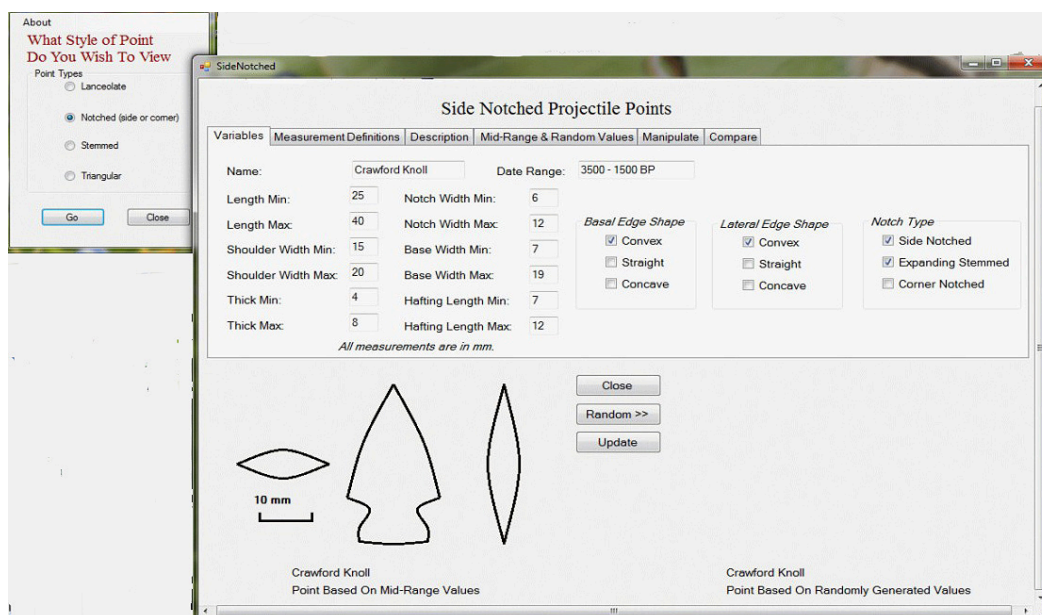 About
What Style of Point
Do You Wish To View
Point Types
Lanceolate
Notched (side or corner)
Stemmed
Triangular
Go Close
SideNotched
Side Notched Projectile Points
Variables Measurement Definitions Description Mid-Range & Random Values Manipulate Compare
Name: Crawford Knoll Date Range: 3500 - 1500 BP
Length Min: 25 Notch Width Min: 6
Length Max: 40 Notch Width Max: 12
Shoulder Width Min: 15 Base Width Min: 7
Shoulder Width Max: 20 Base Width Max: 19
Thick Min: 4 Hafting Length Min: 7
Thick Max: 8 Hafting Length Max: 12
All measurements are in mm.
Basal Edge Shape
Convex
Straight
Concave
Lateral Edge Shape
Convex
Straight
Concave
Notch Type
Side Notched
Expanding Stemmed
Corner Notched
Close
Random >>
Update
10 mm
Crawford Knoll
Point Based On Mid-Range Values
Crawford Knoll
Point Based On Randomly Generated Values